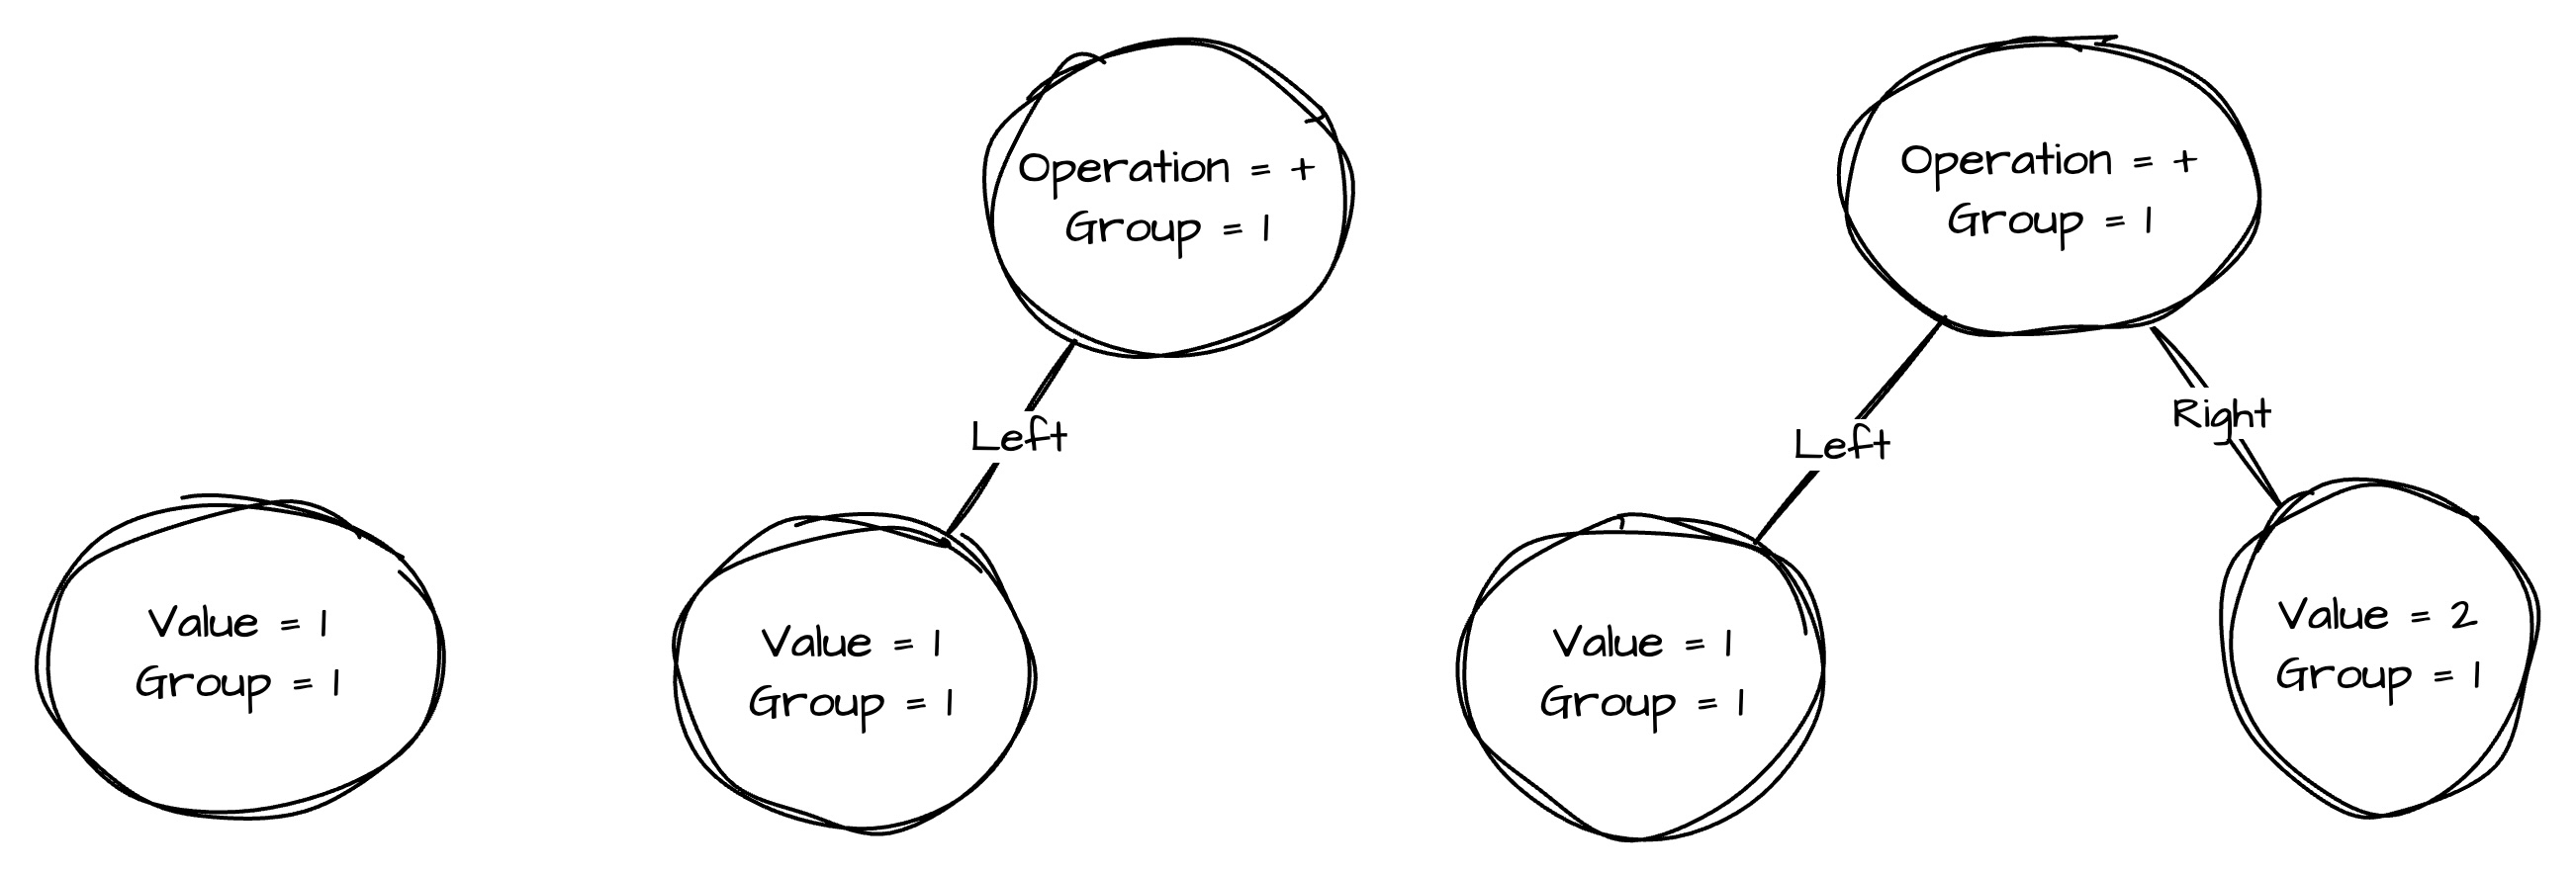 Value = 1
Group = 1
Operation = +
Group = 1
Left
Value = 1
Group = 1
Operation = +
Group = 1
Left
Right
Value = 1
Group = 1
Value = 2
Group = 1